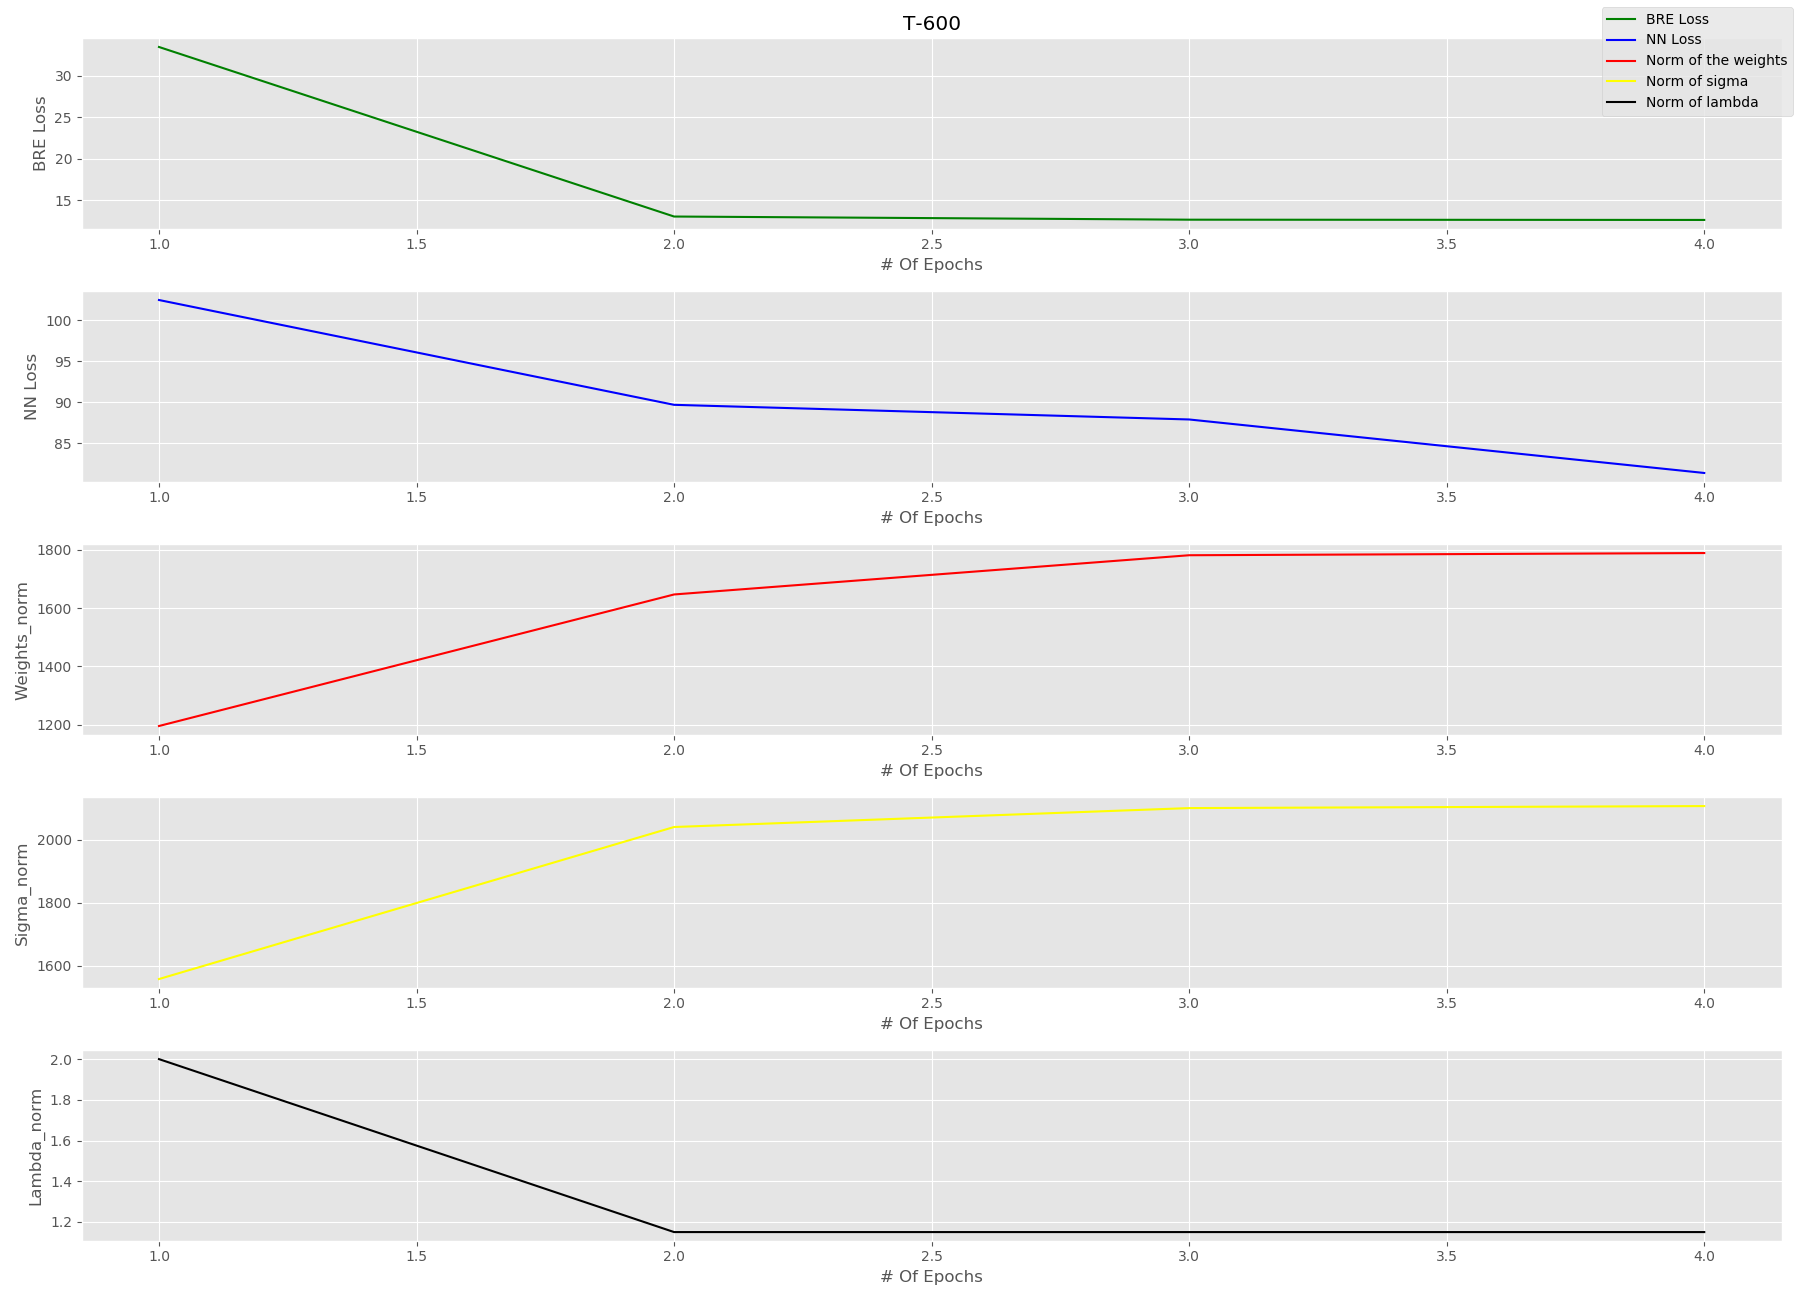 T-600
BRE Loss
NN Loss
Norm of the weights
Norm of sigma
Norm of lambda
BRE Loss
30
25
20
15
1.0 1.5 2.0 2.5 3.0 3.5 4.0
# Of Epochs
NN Loss
100
95
90
85
1.0 1.5 2.0 2.5 3.0 3.5 4.0
# Of Epochs
Weights_norm
1800
1600
1400
1200
1.0 1.5 2.0 2.5 3.0 3.5 4.0
# Of Epochs
Sigma_norm
2000
1800
1600
1.0 1.5 2.0 2.5 3.0 3.5 4.0
# Of Epochs
Lambda_norm
2.0
1.8
1.6
1.4
1.2
1.0 1.5 2.0 2.5 3.0 3.5 4.0
# Of Epochs